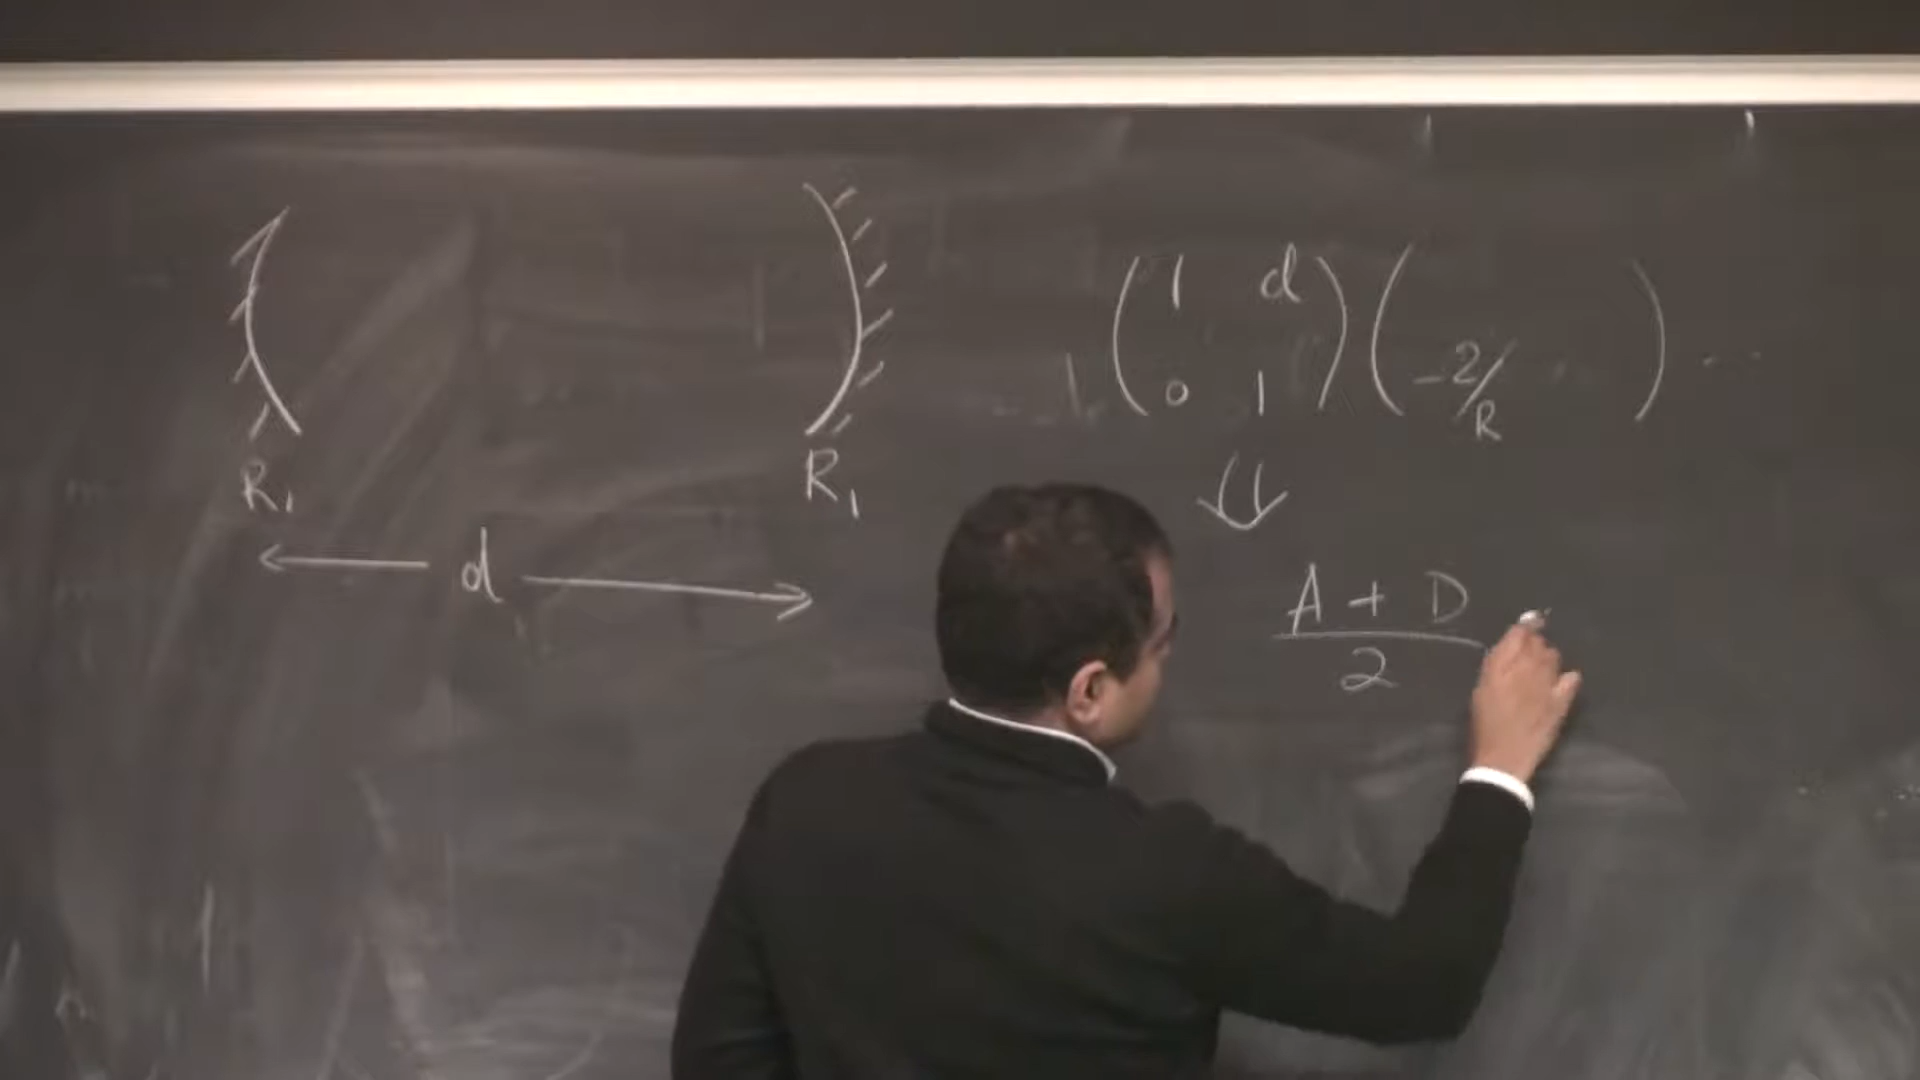 ( 1 d ) ( )
( 0 1 ) ( -2/R )
R₁ R₁
d
A + D
2